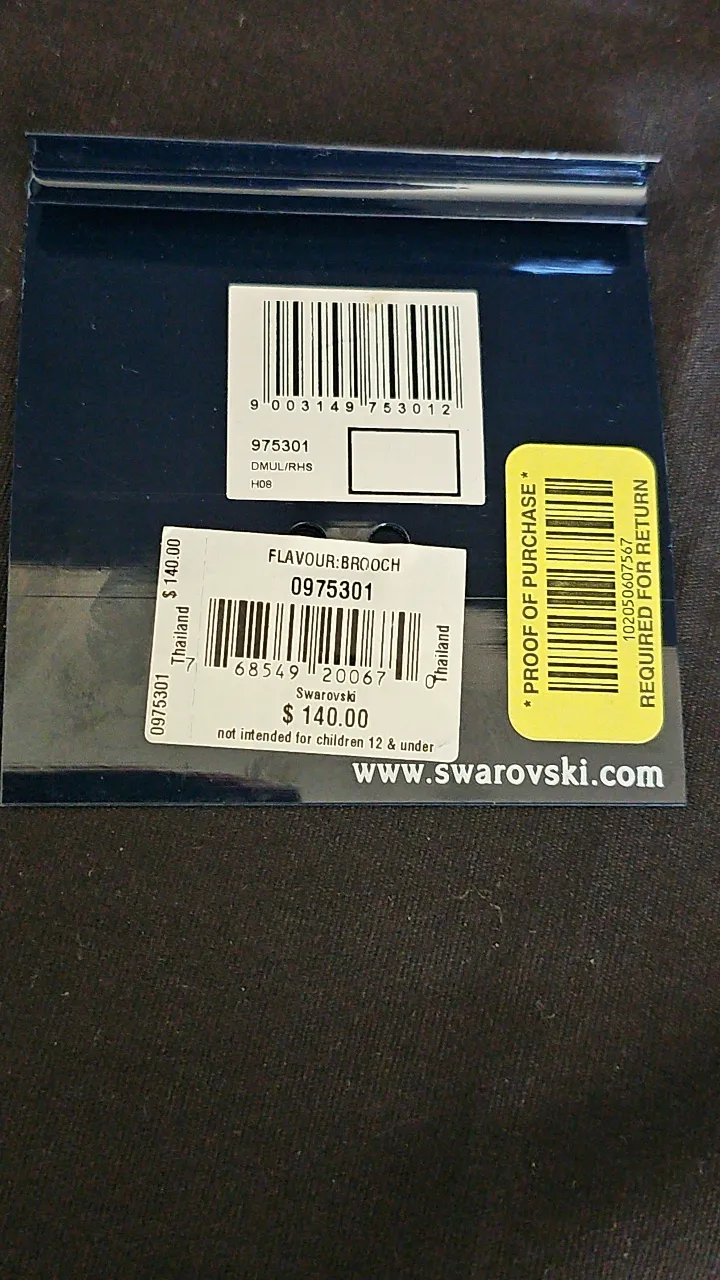 9 003149 753012
975301
DMUL/RHS
H08
FLAVOUR:BROOCH
0975301
7 68549 20067 0
Swarovski
$ 140.00
not intended for children 12 & under
0975301 Thailand $ 140.00
Thailand
* PROOF OF PURCHASE *
102050607567
REQUIRED FOR RETURN
www.swarovski.com